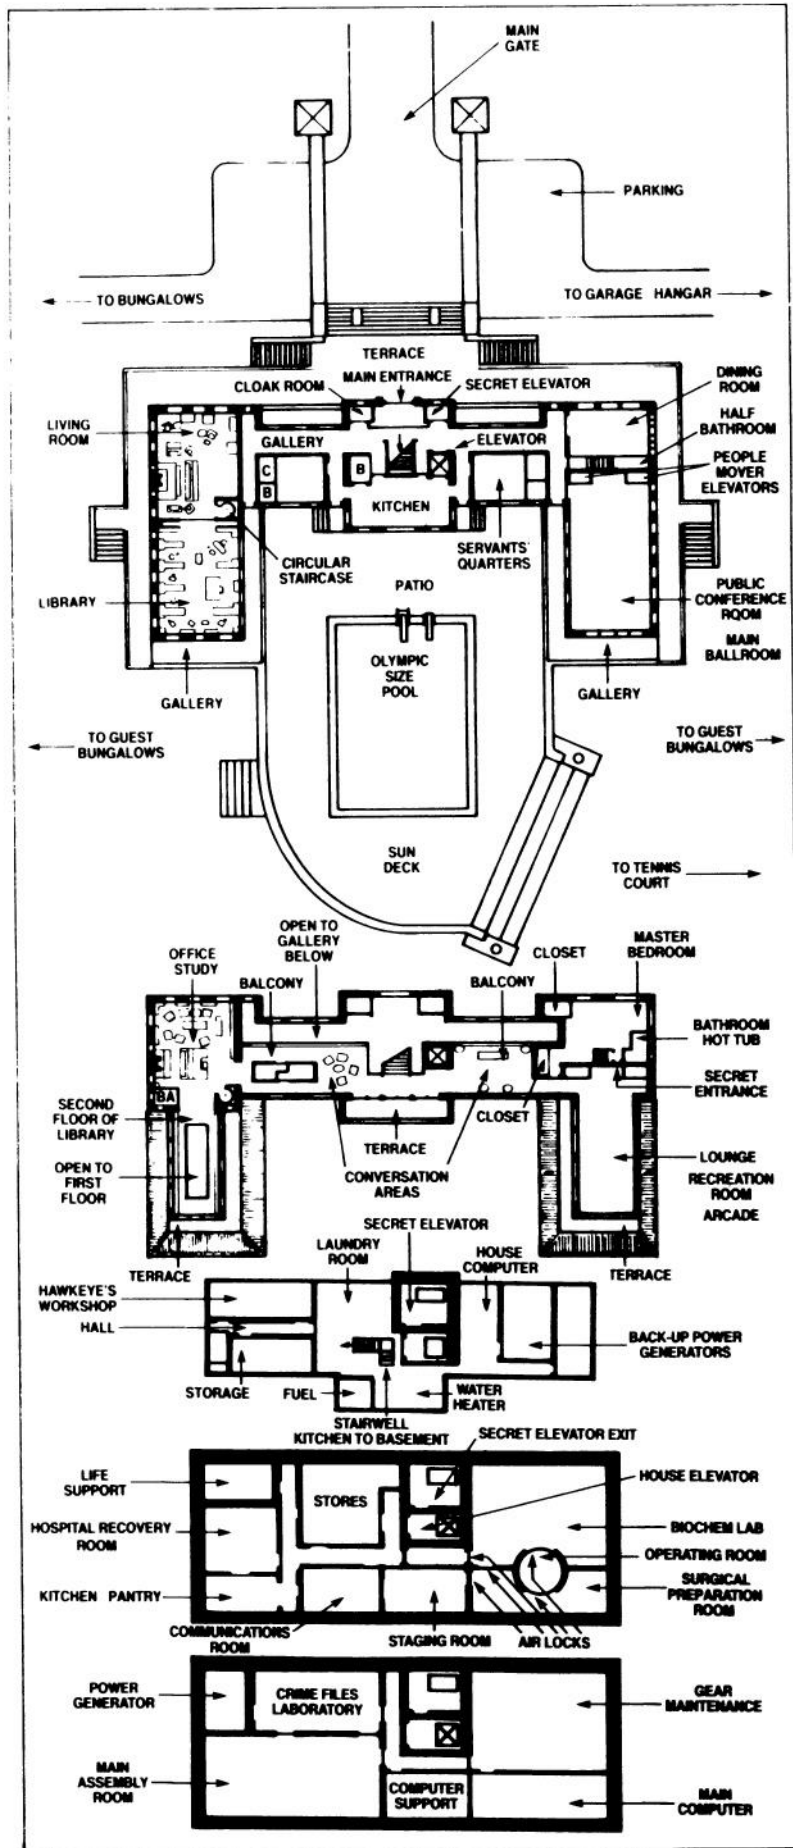 MAIN
GATE
PARKING
TO BUNGALOWS
TO GARAGE HANGAR
TERRACE
MAIN ENTRANCE
CLOAK ROOM
SECRET ELEVATOR
DINING
ROOM
LIVING
ROOM
GALLERY
ELEVATOR
HALF
BATHROOM
C
B
B
PEOPLE
MOVER
ELEVATORS
KITCHEN
CIRCULAR
STAIRCASE
SERVANTS'
QUARTERS
LIBRARY
PATIO
PUBLIC
CONFERENCE
ROOM
MAIN
BALLROOM
OLYMPIC
SIZE
POOL
GALLERY
GALLERY
TO GUEST
BUNGALOWS
TO GUEST
BUNGALOWS
SUN
DECK
TO TENNIS
COURT
OFFICE
STUDY
OPEN TO
GALLERY
BELOW
BALCONY
BALCONY
CLOSET
MASTER
BEDROOM
BATHROOM
HOT TUB
SECRET
ENTRANCE
BA
SECOND
FLOOR OF
LIBRARY
CLOSET
TERRACE
CONVERSATION
AREAS
LOUNGE
RECREATION
ROOM
ARCADE
OPEN TO
FIRST
FLOOR
TERRACE
TERRACE
LAUNDRY
ROOM
SECRET ELEVATOR
HOUSE
COMPUTER
HAWKEYE'S
WORKSHOP
HALL
BACK-UP POWER
GENERATORS
STORAGE
FUEL
WATER
HEATER
STAIRWELL
KITCHEN TO BASEMENT
SECRET ELEVATOR EXIT
LIFE
SUPPORT
STORES
HOUSE ELEVATOR
HOSPITAL RECOVERY
ROOM
BIOCHEM LAB
OPERATING ROOM
KITCHEN PANTRY
SURGICAL
PREPARATION
ROOM
COMMUNICATIONS
ROOM
STAGING ROOM
AIR LOCKS
POWER
GENERATOR
CRIME FILES
LABORATORY
GEAR
MAINTENANCE
MAIN
ASSEMBLY
ROOM
COMPUTER
SUPPORT
MAIN
COMPUTER